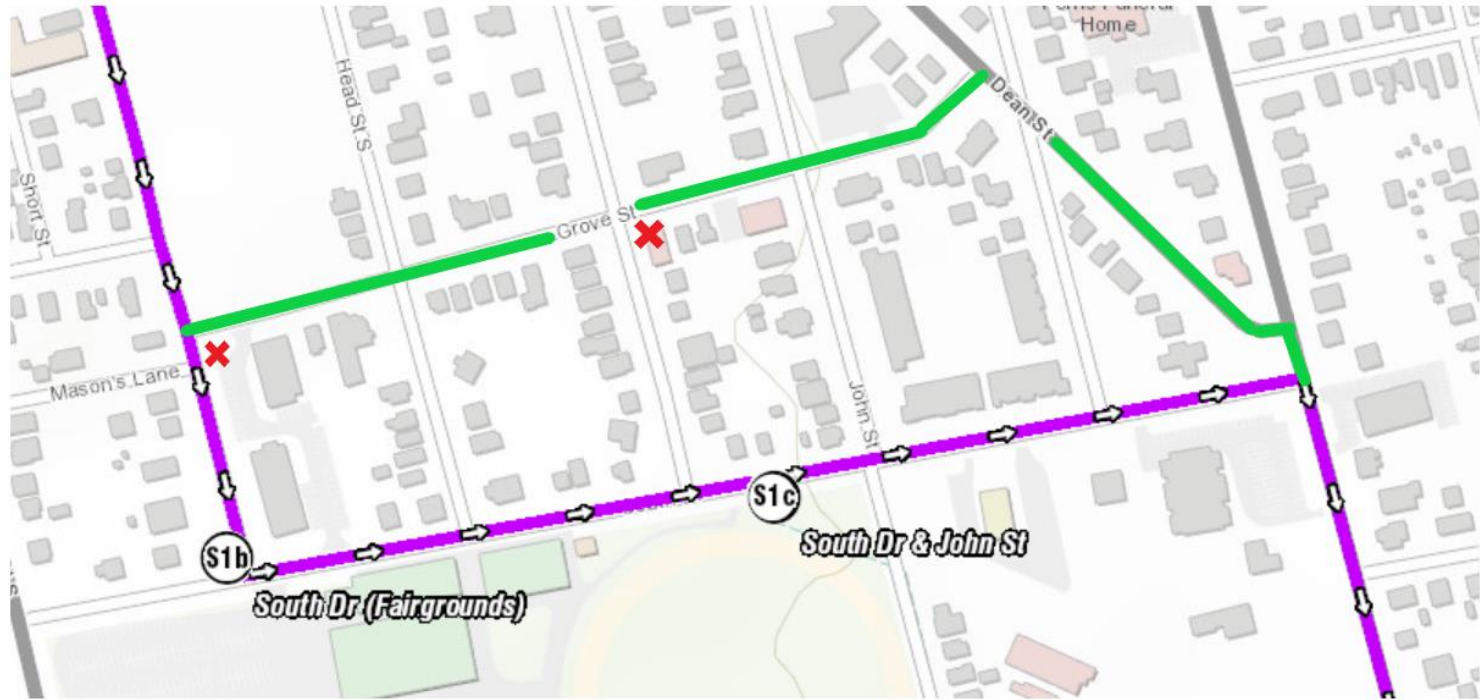 Home
Head St S
Dean St
Short St
Grove St
Mason's Lane
John St
S1c
South Dr & John St
S1b
South Dr (Fairgrounds)